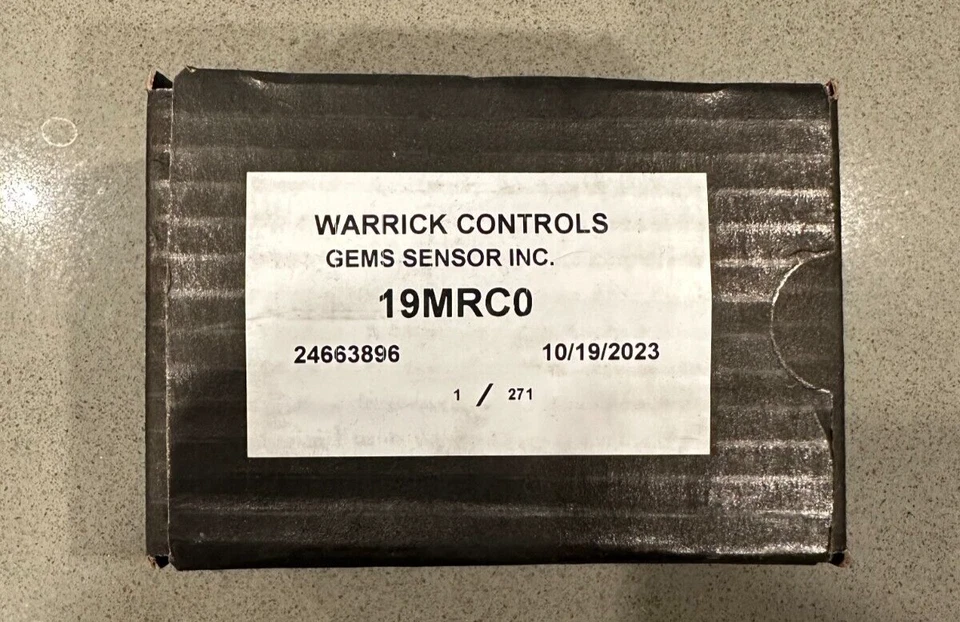 WARRICK CONTROLS
GEMS SENSOR INC.
19MRC0
24663896 10/19/2023
1 / 271